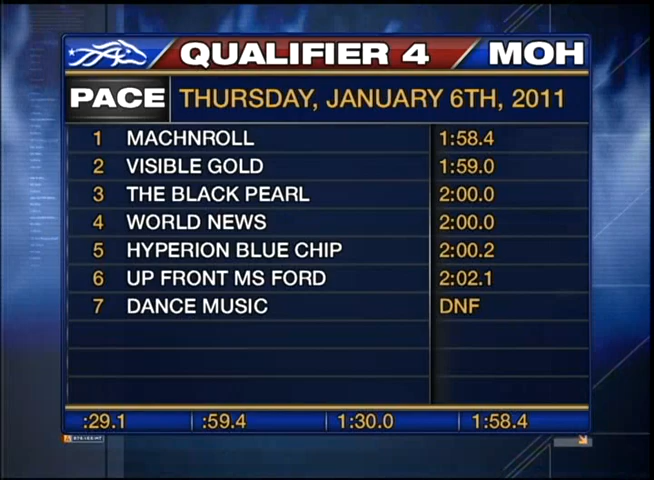 QUALIFIER 4 MOH
PACE THURSDAY, JANUARY 6TH, 2011
1 MACHNROLL 1:58.4
2 VISIBLE GOLD 1:59.0
3 THE BLACK PEARL 2:00.0
4 WORLD NEWS 2:00.0
5 HYPERION BLUE CHIP 2:00.2
6 UP FRONT MS FORD 2:02.1
7 DANCE MUSIC DNF
:29.1 :59.4 1:30.0 1:58.4